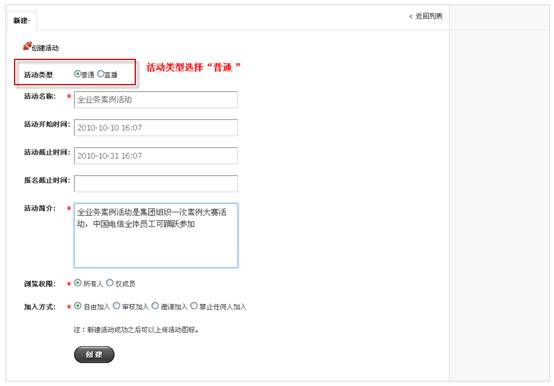 新建- < 返回列表
创建活动
活动类型 普通 直播 活动类型选择“普通 ”
活动名称: * 全业务案例活动
活动开始时间: 2010-10-10 16:07
活动截止时间: 2010-10-31 16:07
报名截止时间:
活动简介: * 全业务案例活动是集团组织一次案例大赛活
动，中国电信全体员工可踊跃参加
浏览权限: * 所有人 仅成员
加入方式: * 自由加入 审核加入 邀请加入 禁止任何人加入
注：新建活动成功之后可以上传活动图标。
创 建